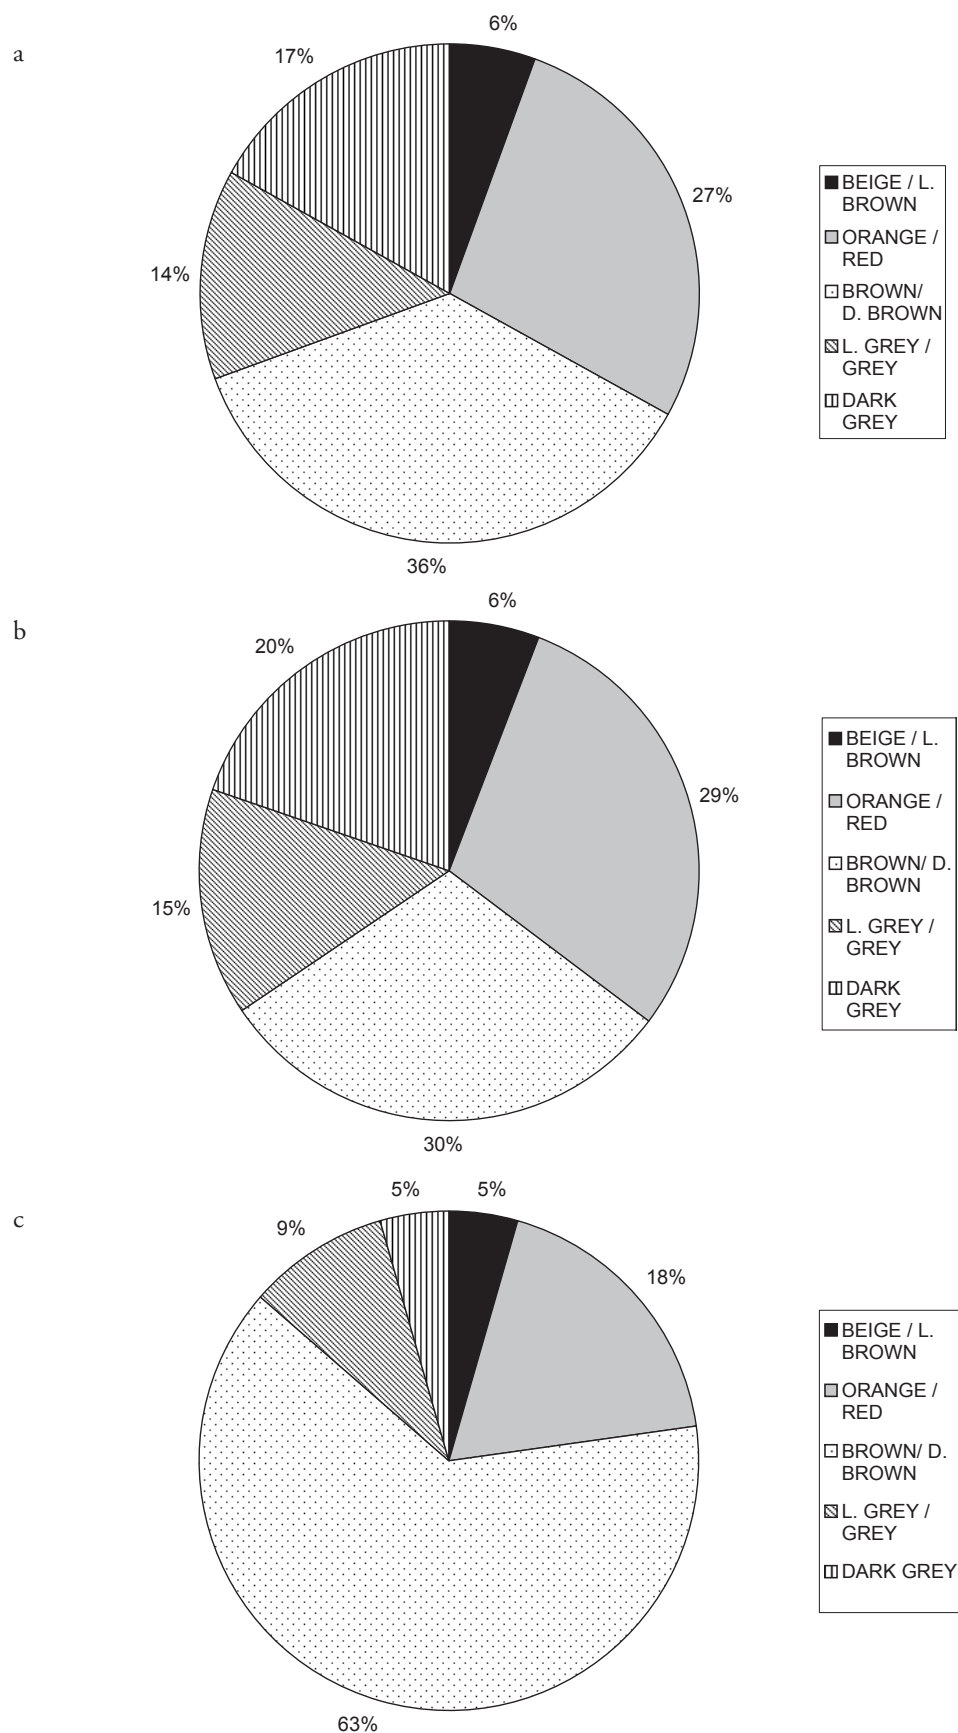 a
6%
17%
27%
14%
36%
BEIGE / L.
BROWN
ORANGE /
RED
BROWN/
D. BROWN
L. GREY /
GREY
DARK
GREY
b
6%
20%
29%
15%
30%
BEIGE / L.
BROWN
ORANGE /
RED
BROWN/ D.
BROWN
L. GREY /
GREY
DARK
GREY
c
5%
5%
9%
18%
63%
BEIGE / L.
BROWN
ORANGE /
RED
BROWN/ D.
BROWN
L. GREY /
GREY
DARK GREY